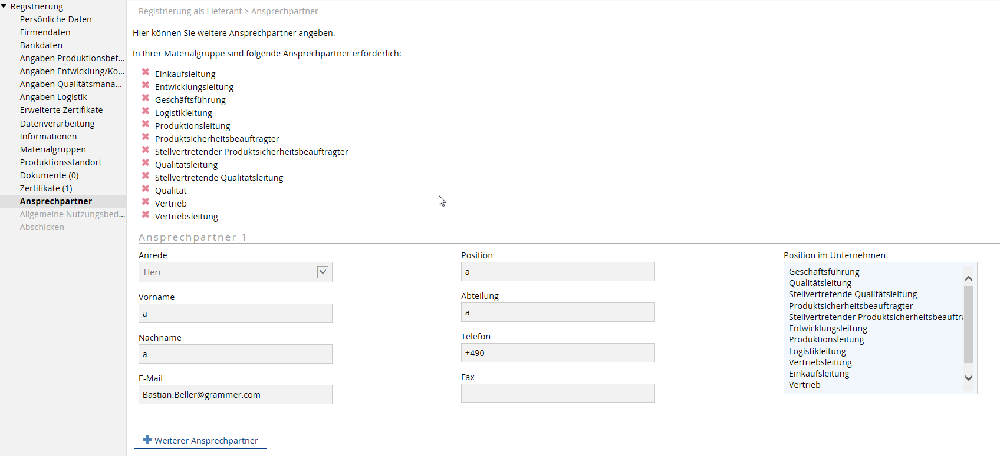 Registrierung
Persönliche Daten
Firmendaten
Bankdaten
Angaben Produktionsbet...
Angaben Entwicklung/Ko...
Angaben Qualitätsmana...
Angaben Logistik
Erweiterte Zertifikate
Datenverarbeitung
Informationen
Materialgruppen
Produktionsstandort
Dokumente (0)
Zertifikate (1)
Ansprechpartner
Allgemeine Nutzungsbed...
Abschicken
Registrierung als Lieferant > Ansprechpartner
Hier können Sie weitere Ansprechpartner angeben.
In Ihrer Materialgruppe sind folgende Ansprechpartner erforderlich:
Einkaufsleitung
Entwicklungsleitung
Geschäftsführung
Logistikleitung
Produktionsleitung
Produktsicherheitsbeauftragter
Stellvertretender Produktsicherheitsbeauftragter
Qualitätsleitung
Stellvertretende Qualitätsleitung
Qualität
Vertrieb
Vertriebsleitung
Ansprechpartner 1
Anrede
Herr
Vorname
a
Nachname
a
E-Mail
Bastian.Beller@grammer.com
Position
a
Abteilung
a
Telefon
+490
Fax
Position im Unternehmen
Geschäftsführung
Qualitätsleitung
Stellvertretende Qualitätsleitung
Produktsicherheitsbeauftragter
Stellvertretender Produktsicherheitsbeauftra
Entwicklungsleitung
Produktionsleitung
Logistikleitung
Vertriebsleitung
Einkaufsleitung
Vertrieb
Weiterer Ansprechpartner